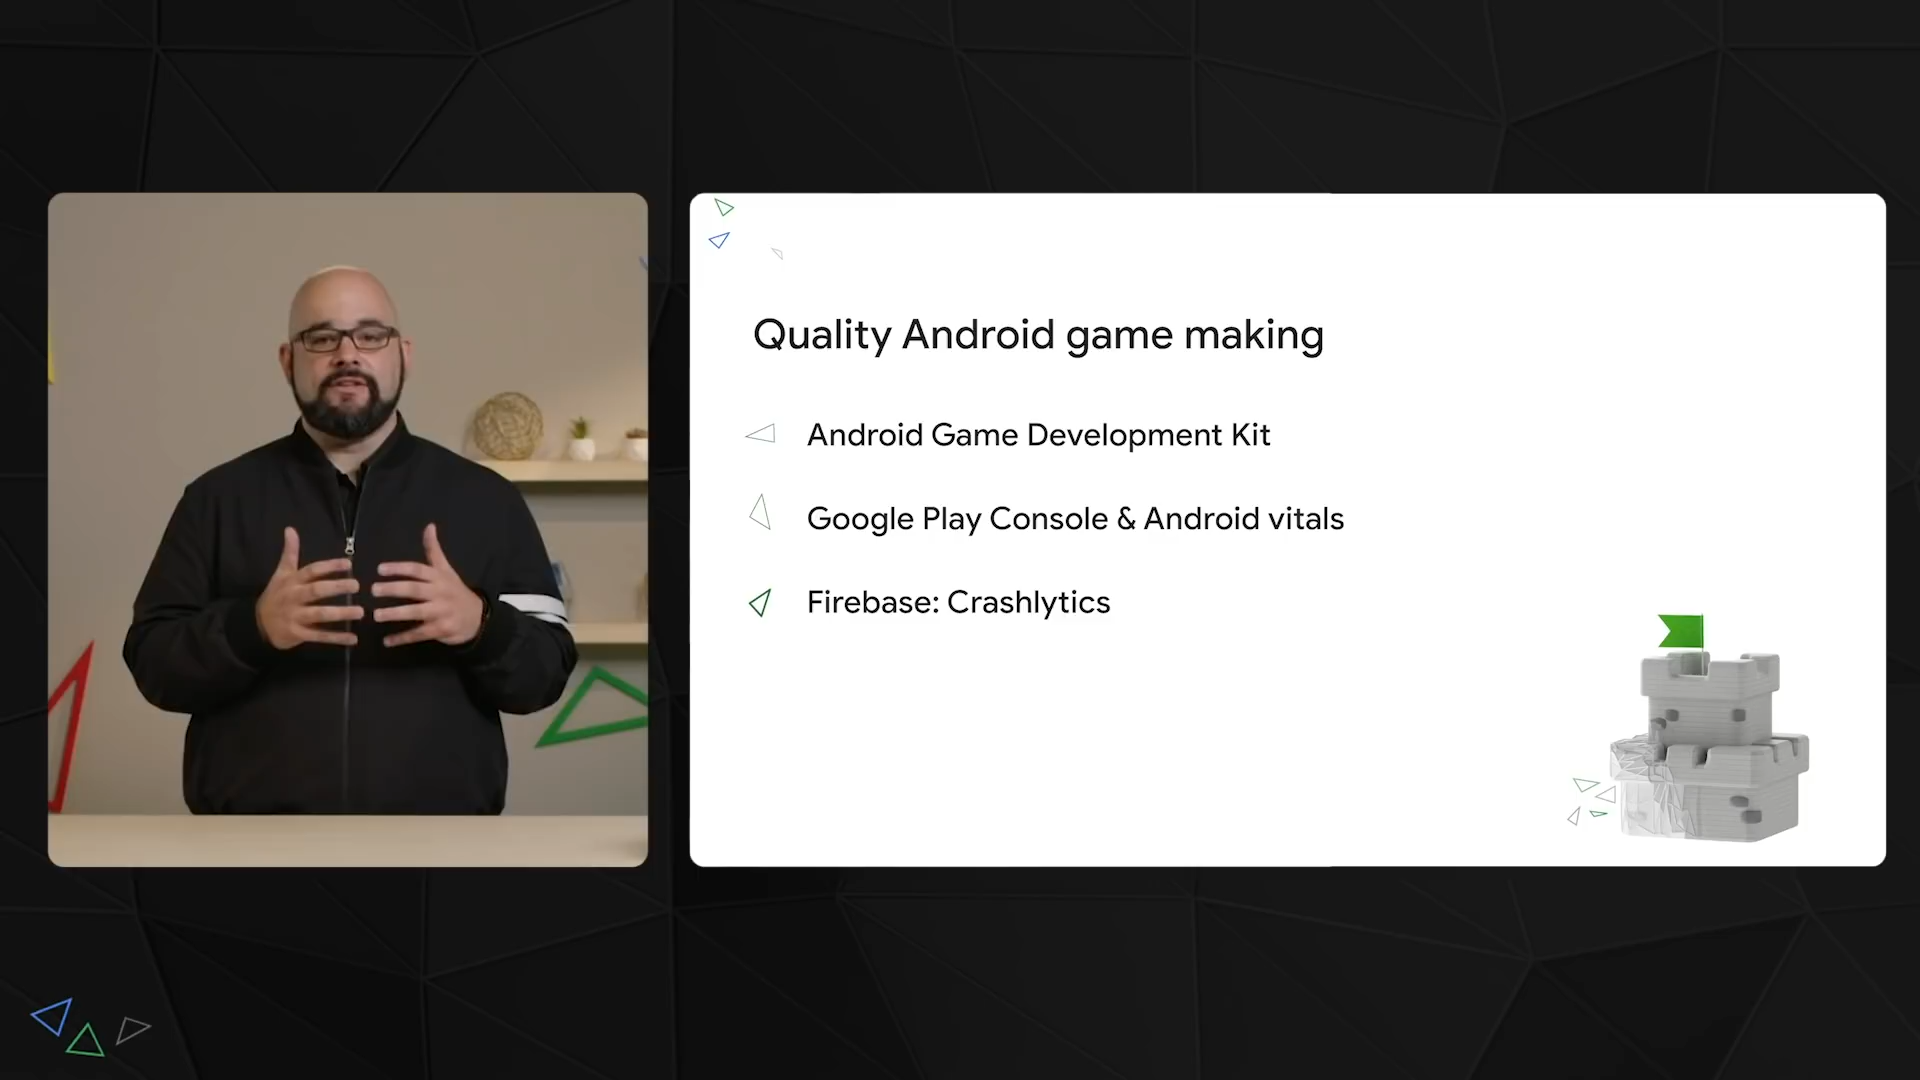 Quality Android game making
Android Game Development Kit
Google Play Console & Android vitals
Firebase: Crashlytics